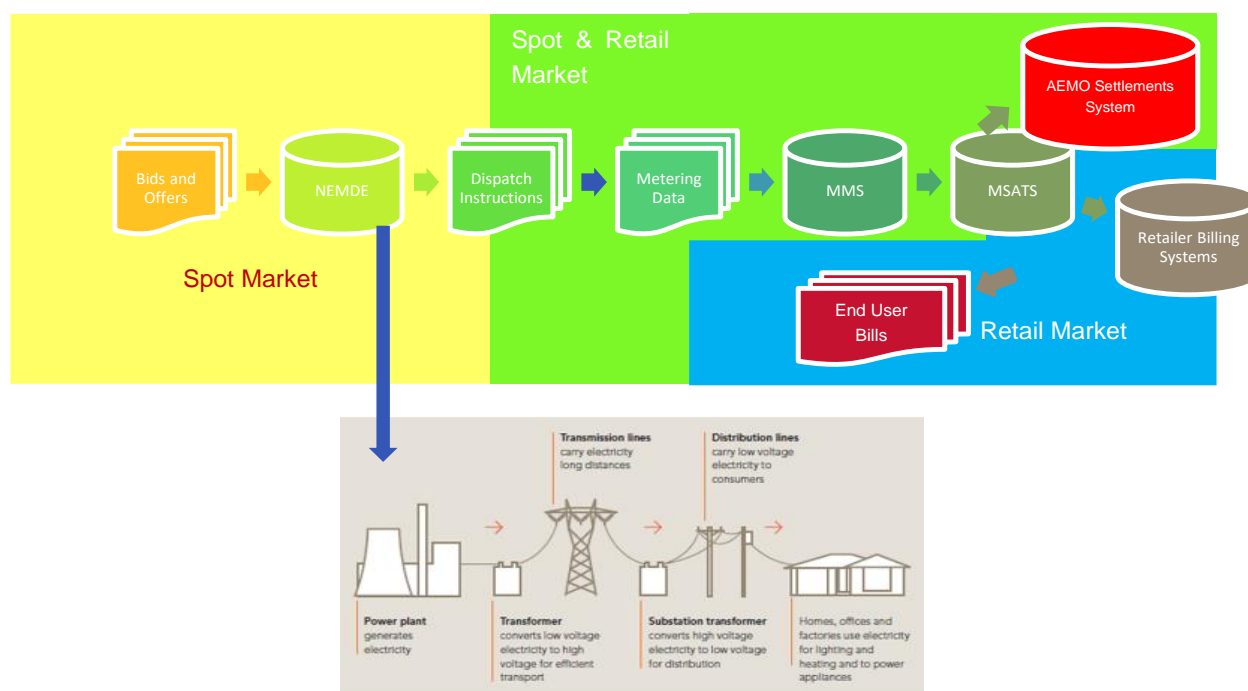 Spot & Retail
Market
AEMO Settlements
System
Bids and
Offers
NEMDE
Dispatch
Instructions
Metering
Data
MMS
MSATS
Retailer Billing
Systems
Spot Market
End User
Bills
Retail Market
Transmission lines
carry electricity
long distances
Distribution lines
carry low voltage
electricity to
consumers
Power plant
generates
electricity
Transformer
converts low voltage
electricity to high
voltage for efficient
transport
Substation transformer
converts high voltage
electricity to low voltage
for distribution
Homes, offices and
factories use electricity
for lighting and
heating and to power
appliances